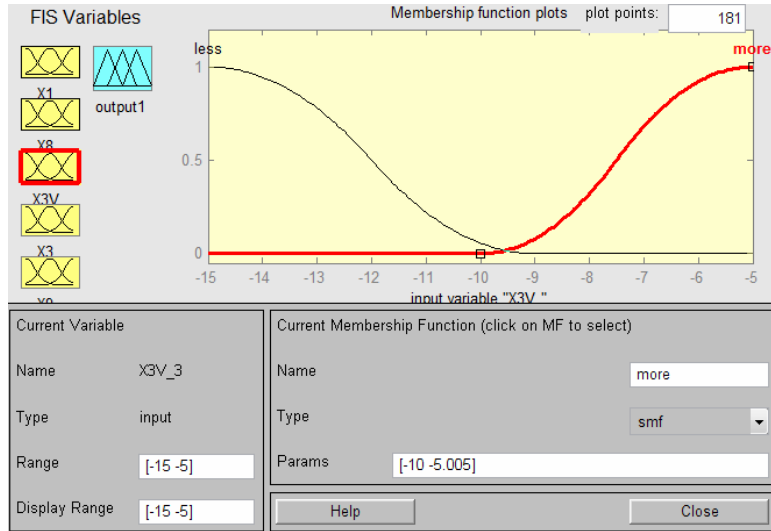 FIS Variables
Membership function plots plot points: 181
X1
output1
X8
X3V
X3
less
more
1
0.5
0
-15 -14 -13 -12 -11 -10 -9 -8 -7 -6 -5
input variable "X3V_"
Current Variable
Name X3V_3
Type input
Range [-15 -5]
Display Range [-15 -5]
Current Membership Function (click on MF to select)
Name more
Type smf
Params [-10 -5.005]
Help Close